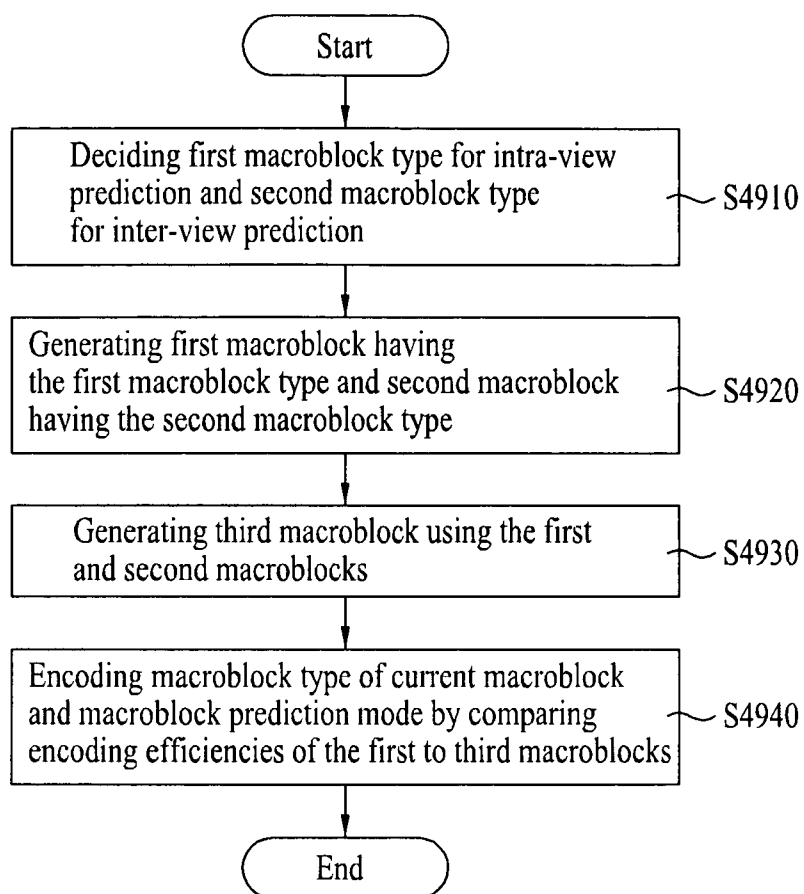 Start
Deciding first macroblock type for intra-view
prediction and second macroblock type
for inter-view prediction
S4910
Generating first macroblock having
the first macroblock type and second macroblock
having the second macroblock type
S4920
Generating third macroblock using the first
and second macroblocks
S4930
Encoding macroblock type of current macroblock
and macroblock prediction mode by comparing
encoding efficiencies of the first to third macroblocks
S4940
End